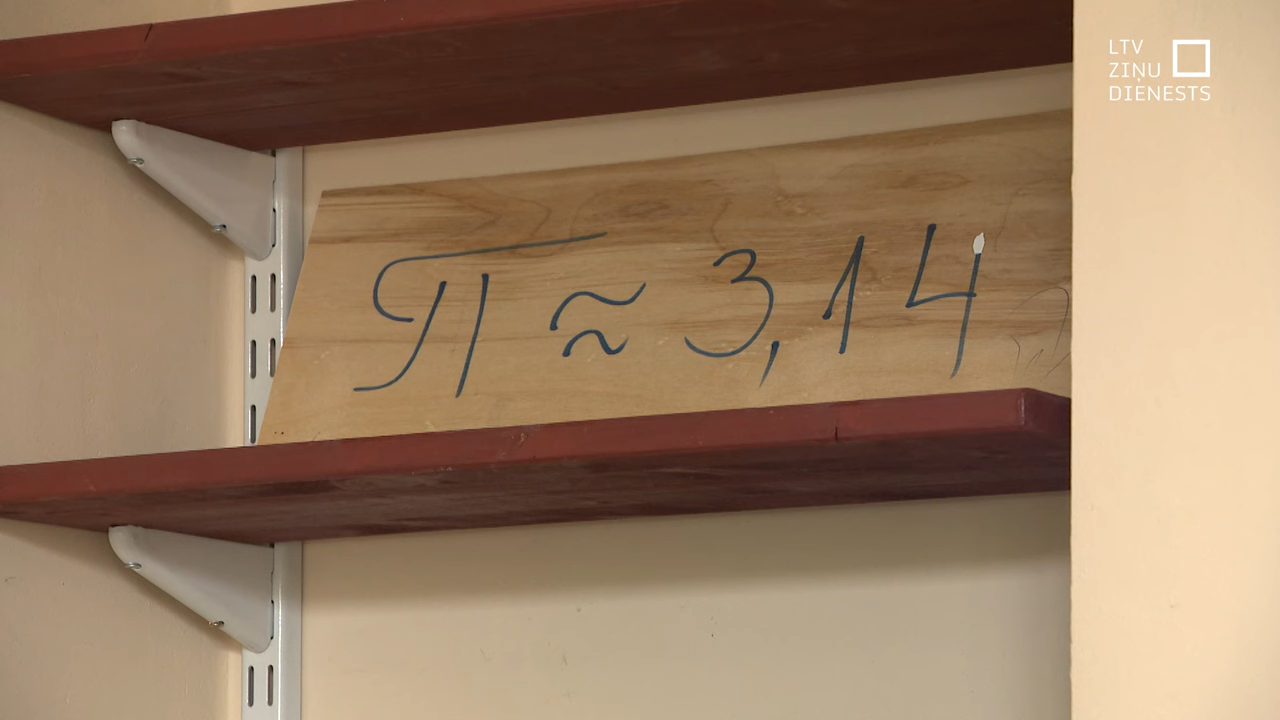 π ≈ 3,14
LTV
ZIŅU
DIENESTS